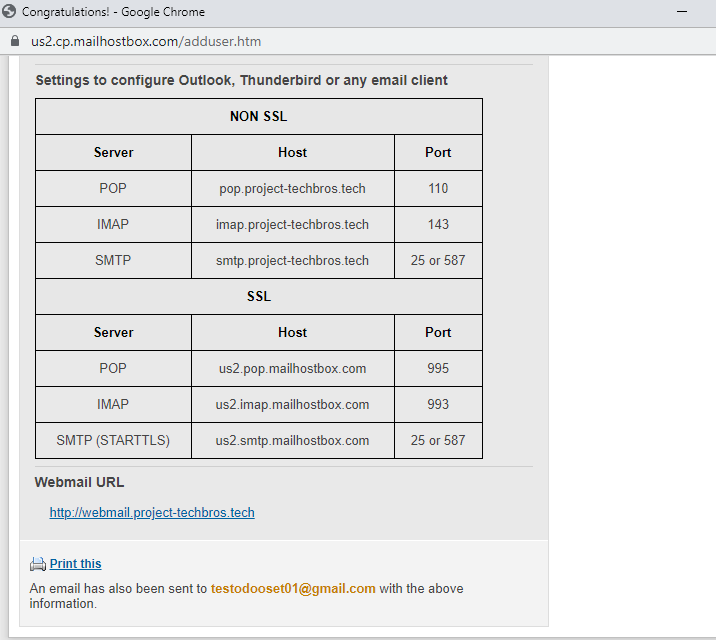 Congratulations! - Google Chrome
us2.cp.mailhostbox.com/adduser.htm
Settings to configure Outlook, Thunderbird or any email client
NON SSL
Server Host Port
POP pop.project-techbros.tech 110
IMAP imap.project-techbros.tech 143
SMTP smtp.project-techbros.tech 25 or 587
SSL
Server Host Port
POP us2.pop.mailhostbox.com 995
IMAP us2.imap.mailhostbox.com 993
SMTP (STARTTLS) us2.smtp.mailhostbox.com 25 or 587
Webmail URL
http://webmail.project-techbros.tech
Print this
An email has also been sent to testodooset01@gmail.com with the above
information.